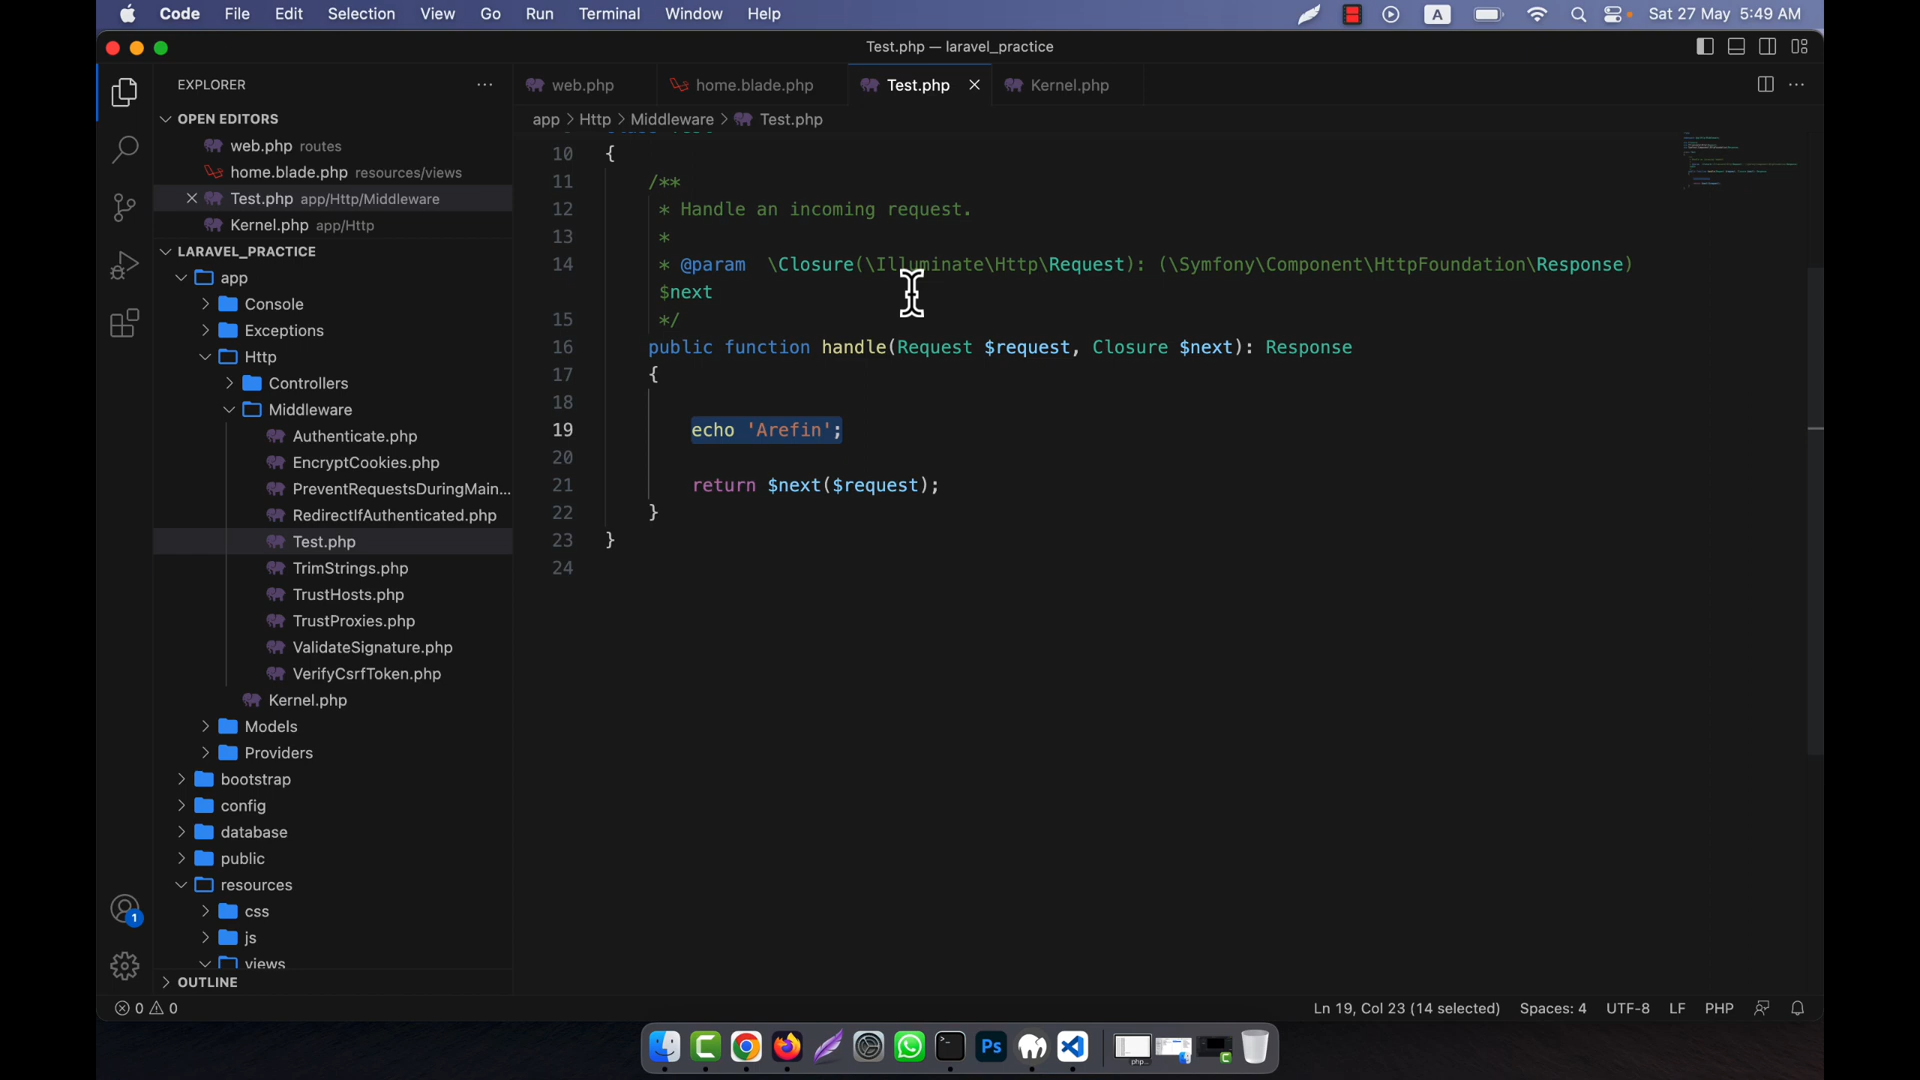 Code File Edit Selection View Go Run Terminal Window Help A Sat 27 May 5:49 AM
Test.php — laravel_practice
EXPLORER
web.php home.blade.php Test.php Kernel.php
OPEN EDITORS
app > Http > Middleware > Test.php
web.php routes
home.blade.php resources/views
Test.php app/Http/Middleware
Kernel.php app/Http
LARAVEL_PRACTICE
app
Console
Exceptions
Http
Controllers
Middleware
Authenticate.php
EncryptCookies.php
PreventRequestsDuringMain...
RedirectIfAuthenticated.php
Test.php
TrimStrings.php
TrustHosts.php
TrustProxies.php
ValidateSignature.php
VerifyCsrfToken.php
Kernel.php
Models
Providers
bootstrap
config
database
public
resources
css
js
views
OUTLINE
10 {
11 /**
12 * Handle an incoming request.
13 *
14 * @param \Closure(\Illuminate\Http\Request): (\Symfony\Component\HttpFoundation\Response)
$next
15 */
16 public function handle(Request $request, Closure $next): Response
17 {
18
19 echo 'Arefin';
20
21 return $next($request);
22 }
23 }
24
1
0 0 Ln 19, Col 23 (14 selected) Spaces: 4 UTF-8 LF PHP
Ps
php